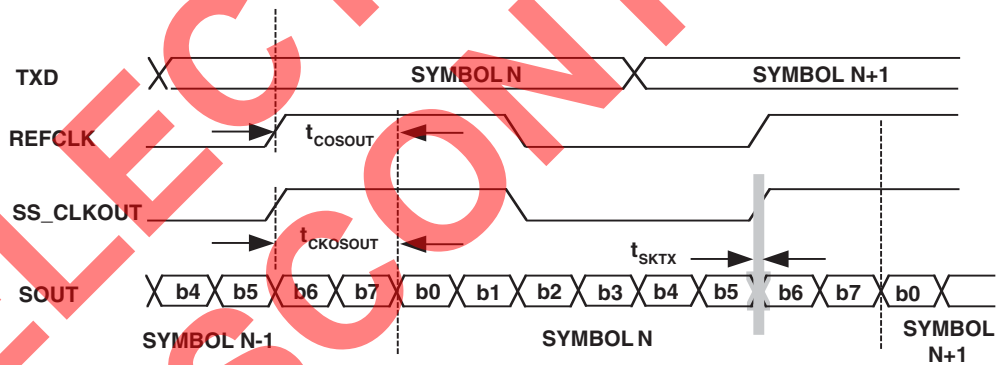 TXD SYMBOL N SYMBOL N+1
REFCLK tCOSOUT
SS_CLKOUT
tCKOSOUT tSKTX
SOUT b4 b5 b6 b7 b0 b1 b2 b3 b4 b5 b6 b7 b0
SYMBOL N-1 SYMBOL N SYMBOL
N+1